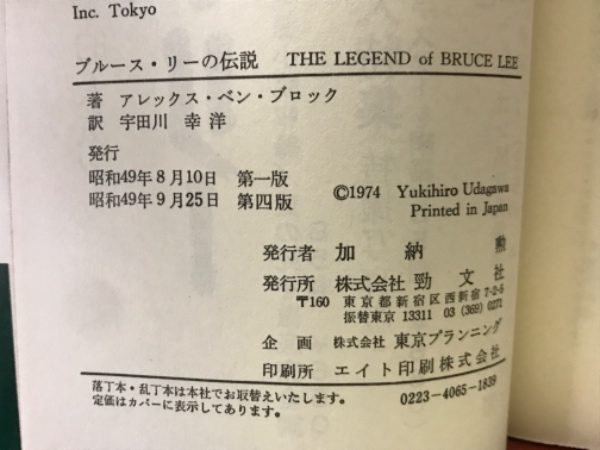 Inc. Tokyo
ブルース・リーの伝説 THE LEGEND of BRUCE LEE
著 アレックス・ベン・ブロック
訳 宇田川 幸洋
発行
昭和49年8月10日 第一版
昭和49年9月25日 第四版
©1974 Yukihiro Udagawa
Printed in Japan
発行者 加納 勲
発行所 株式会社 勁文社
〒160 東京都新宿区西新宿7-2-5
振替東京 13311 03 (369) 0271
企画 株式会社 東京プランニング
印刷所 エイト印刷株式会社
落丁本・乱丁本は本社でお取替えいたします。
定価はカバーに表示してあります。
0223-4065-1839